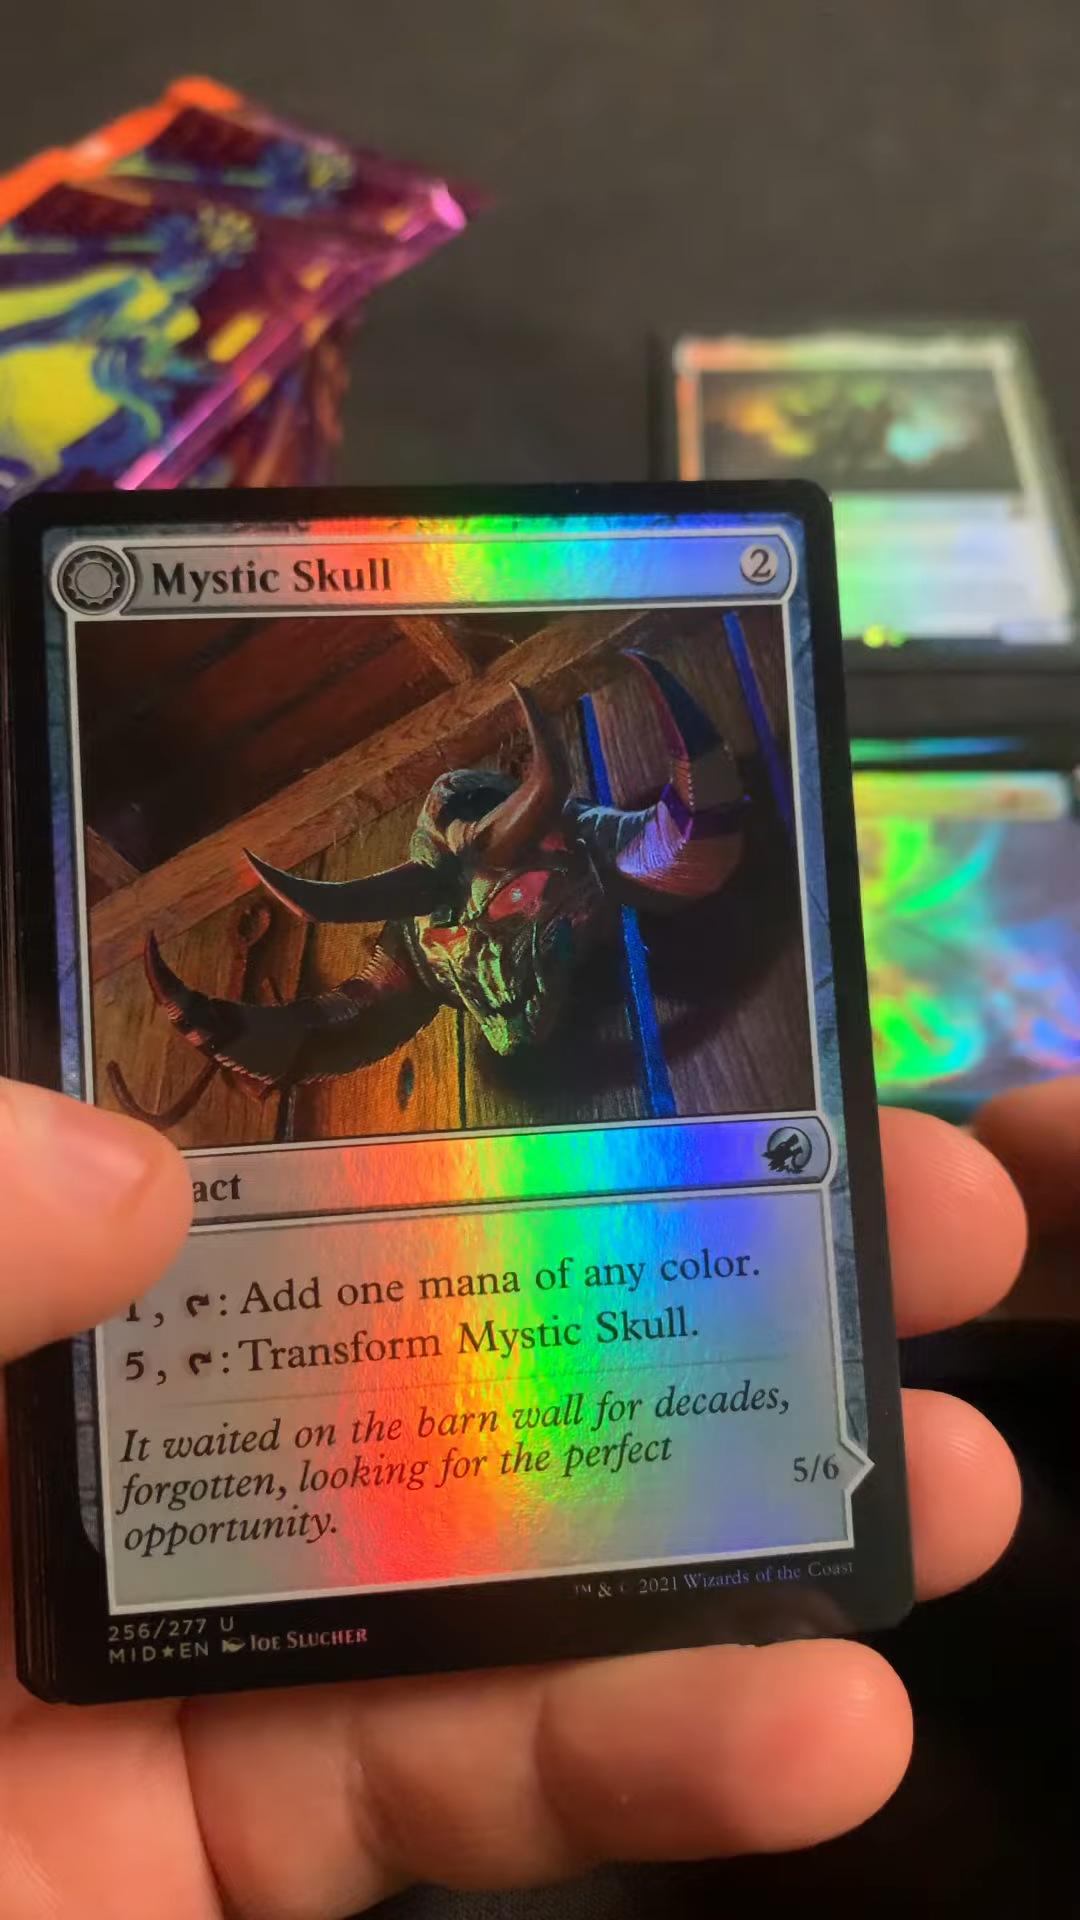 Mystic Skull 2
act
1, : Add one mana of any color.
5, : Transform Mystic Skull.
It waited on the barn wall for decades,
forgotten, looking for the perfect
opportunity.
5/6
™ & © 2021 Wizards of the Coast
256/277 U
MID★EN JOE SLUCHER